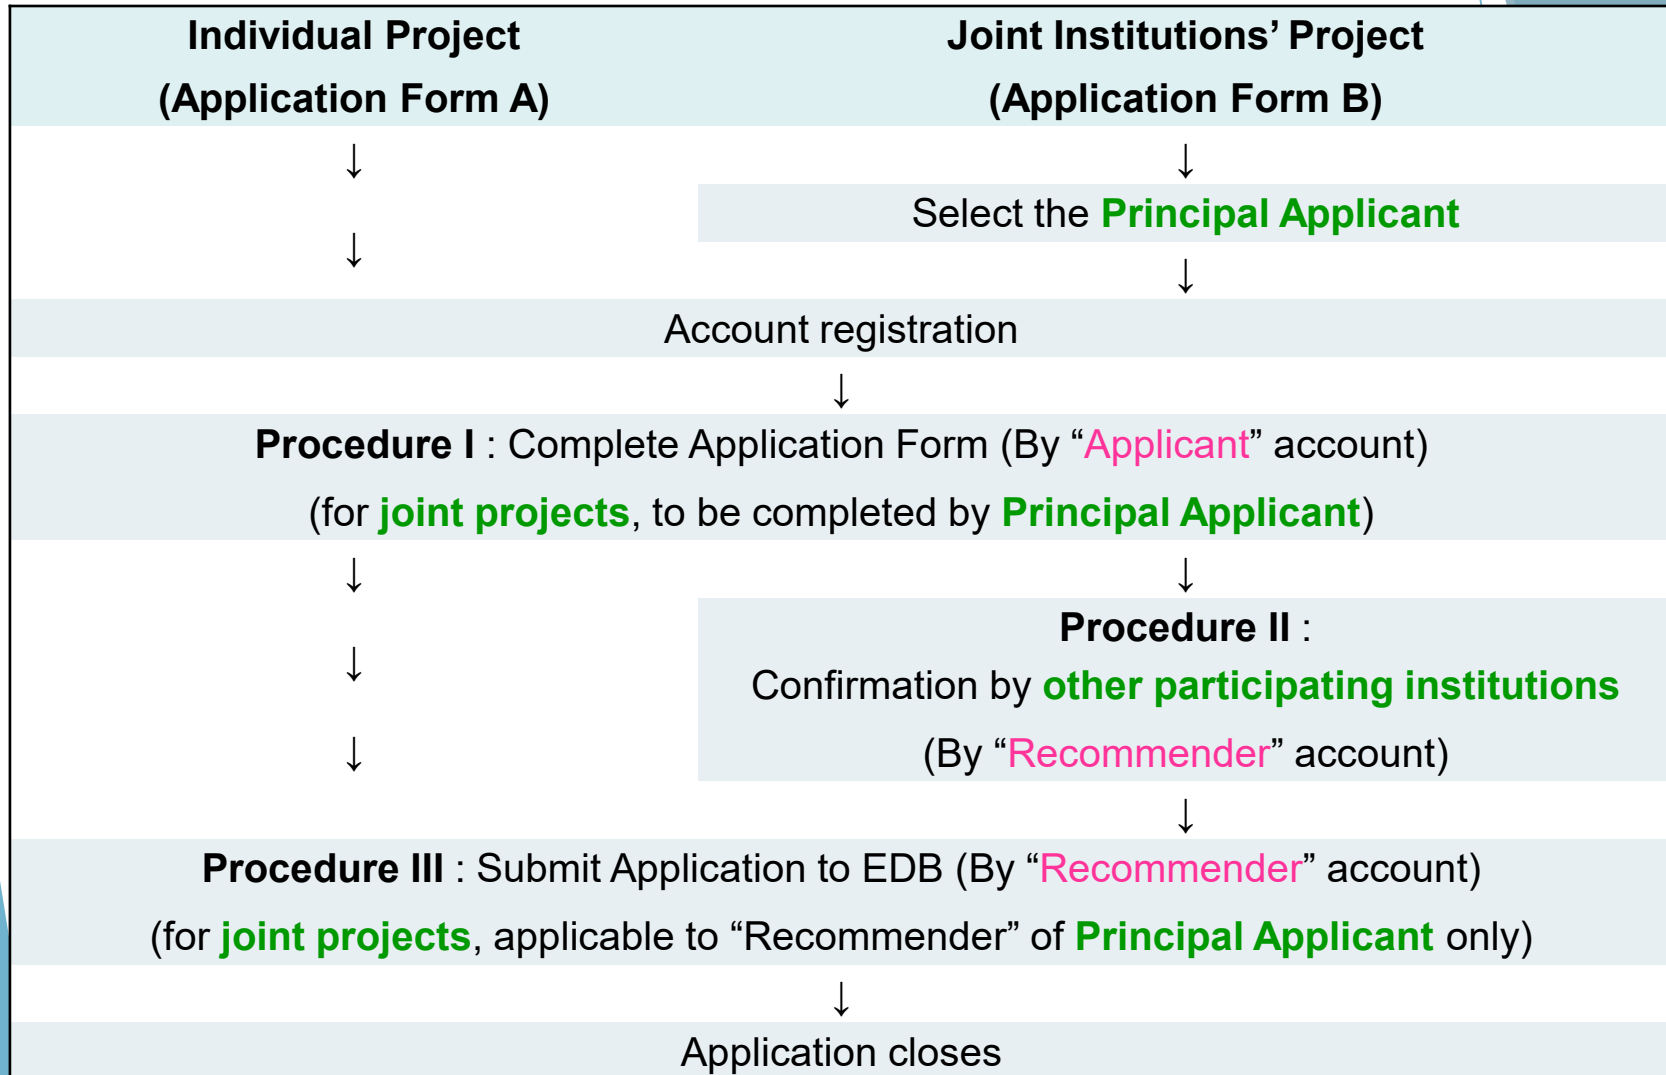 Individual Project
(Application Form A)
Joint Institutions’ Project
(Application Form B)
↓
↓
Select the Principal Applicant
↓
↓
Account registration
↓
Procedure I : Complete Application Form (By “Applicant” account)
(for joint projects, to be completed by Principal Applicant)
↓
↓
Procedure II :
↓
Confirmation by other participating institutions
↓
(By “Recommender” account)
↓
Procedure III : Submit Application to EDB (By “Recommender” account)
(for joint projects, applicable to “Recommender” of Principal Applicant only)
↓
Application closes